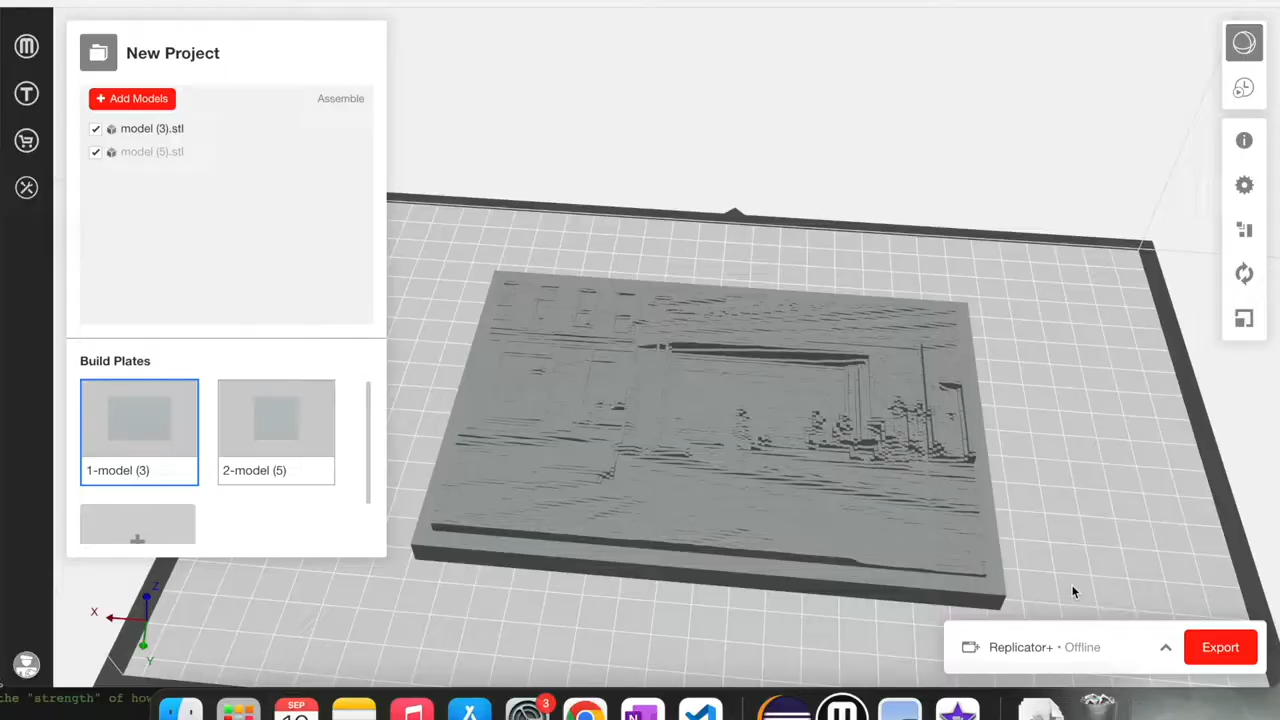 New Project
+ Add Models
Assemble
model (3).stl
model (5).stl
Build Plates
1-model (3)
2-model (5)
X
Z
Y
Replicator+ • Offline
Export
the "strength" of how
SEP
3